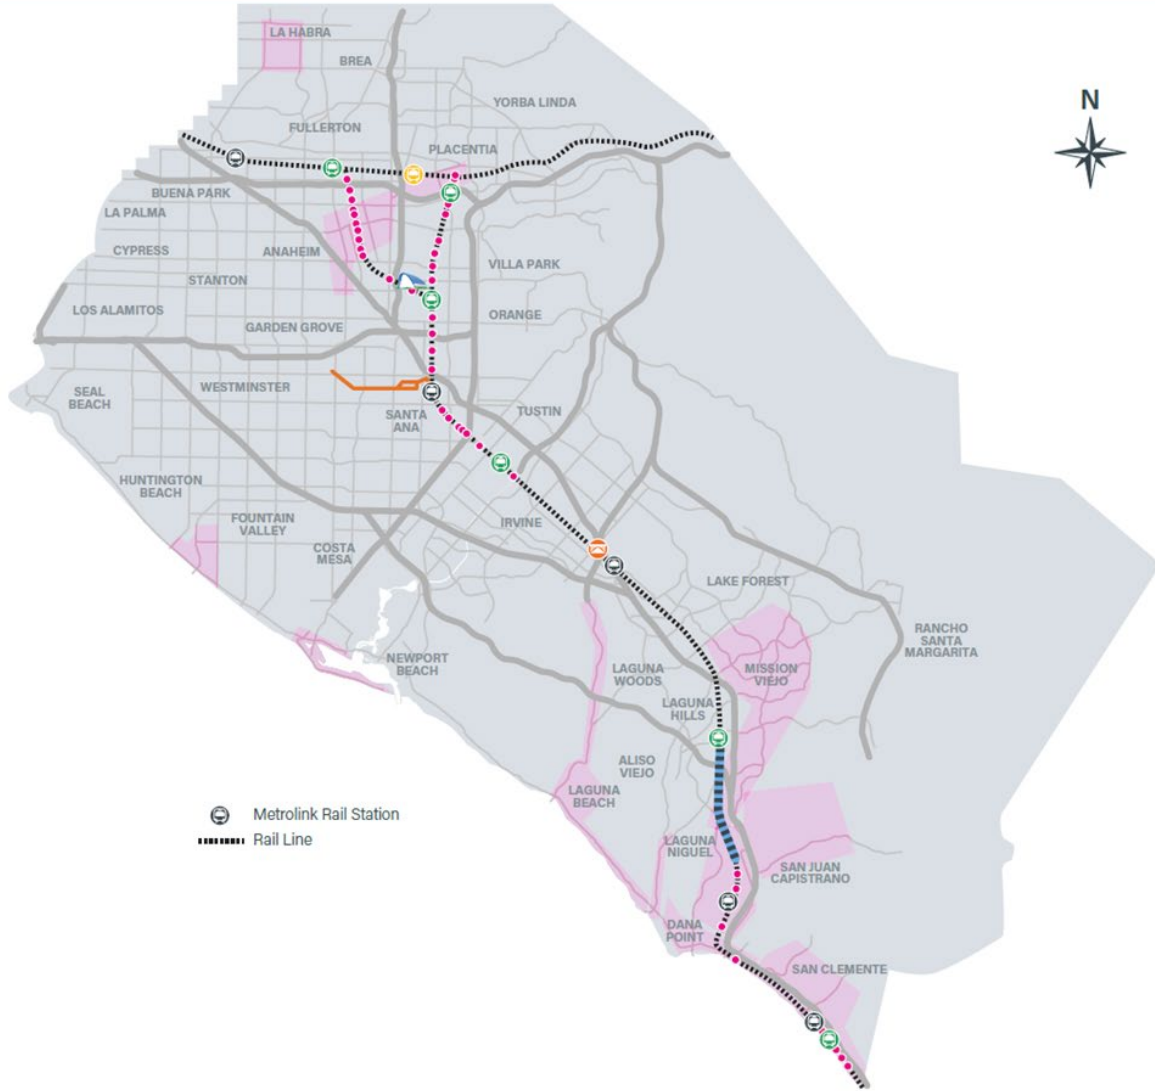 LA HABRA
BREA
N
YORBA LINDA
FULLERTON
PLACENTIA
BUENA PARK
LA PALMA
CYPRESS
ANAHEIM
VILLA PARK
STANTON
LOS ALAMITOS
ORANGE
GARDEN GROVE
WESTMINSTER
SEAL
BEACH
SANTA
ANA
TUSTIN
HUNTINGTON
BEACH
FOUNTAIN
VALLEY
IRVINE
COSTA
MESA
LAKE FOREST
RANCHO
SANTA
MARGARITA
NEWPORT
BEACH
LAGUNA
WOODS
MISSION
VIEJO
LAGUNA
HILLS
ALISO
VIEJO
LAGUNA
BEACH
Metrolink Rail Station
Rail Line
LAGUNA
NIGUEL
SAN JUAN
CAPISTRANO
DANA
POINT
SAN CLEMENTE